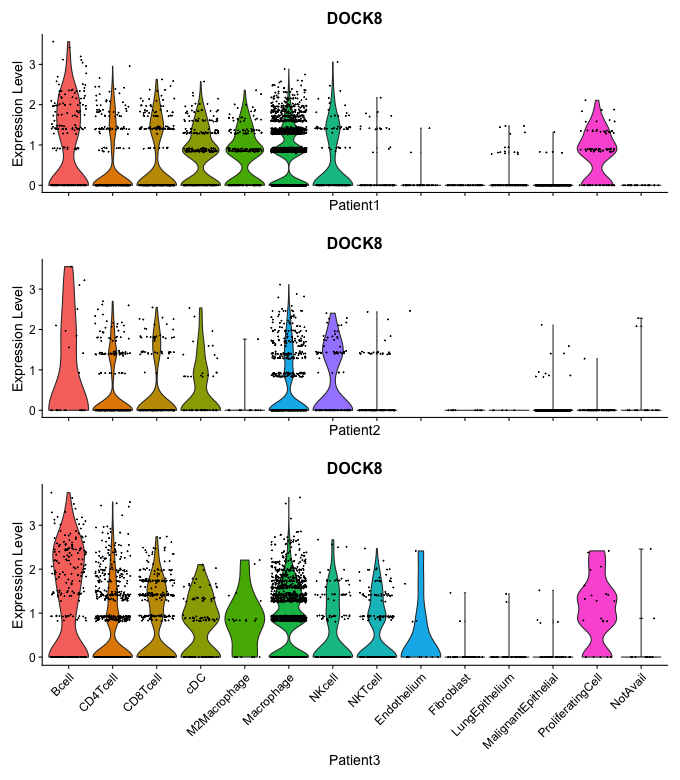 DOCK8
Expression Level
3
2
1
0
Patient1
DOCK8
Expression Level
3
2
1
0
Patient2
DOCK8
Expression Level
3
2
1
0
Bcell
CD4Tcell
CD8Tcell
cDC
M2Macrophage
Macrophage
NKcell
NKTcell
Endothelium
Fibroblast
LungEpithelium
MalignantEpithelial
ProliferatingCell
NotAvail
Patient3